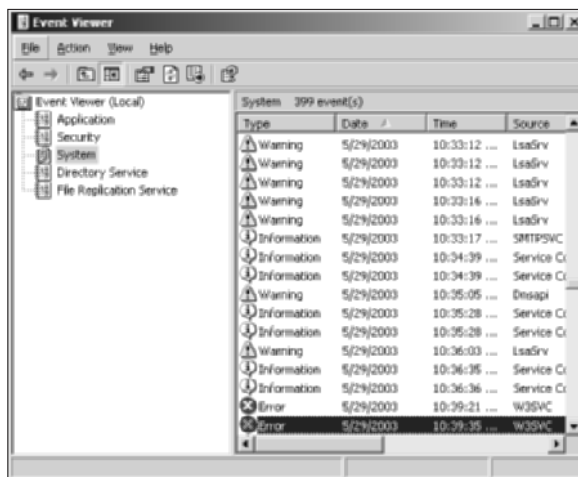 Event Viewer
File Action View Help
Event Viewer (Local)
Application
Security
System
Directory Service
File Replication Service
System 399 event(s)
Type Date Time Source
Warning 5/29/2003 10:33:12 ... LsaSrv
Warning 5/29/2003 10:33:12 ... LsaSrv
Warning 5/29/2003 10:33:12 ... LsaSrv
Warning 5/29/2003 10:33:16 ... LsaSrv
Warning 5/29/2003 10:33:16 ... LsaSrv
Information 5/29/2003 10:33:17 ... SMTPSVC
Information 5/29/2003 10:34:39 ... Service Co
Information 5/29/2003 10:34:39 ... Service Co
Warning 5/29/2003 10:35:05 ... Dnsapi
Information 5/29/2003 10:35:28 ... Service Co
Information 5/29/2003 10:35:28 ... Service Co
Warning 5/29/2003 10:36:03 ... LsaSrv
Information 5/29/2003 10:36:35 ... Service Co
Information 5/29/2003 10:36:36 ... Service Co
Error 5/29/2003 10:39:21 ... W3SVC
Error 5/29/2003 10:39:35 ... W3SVC